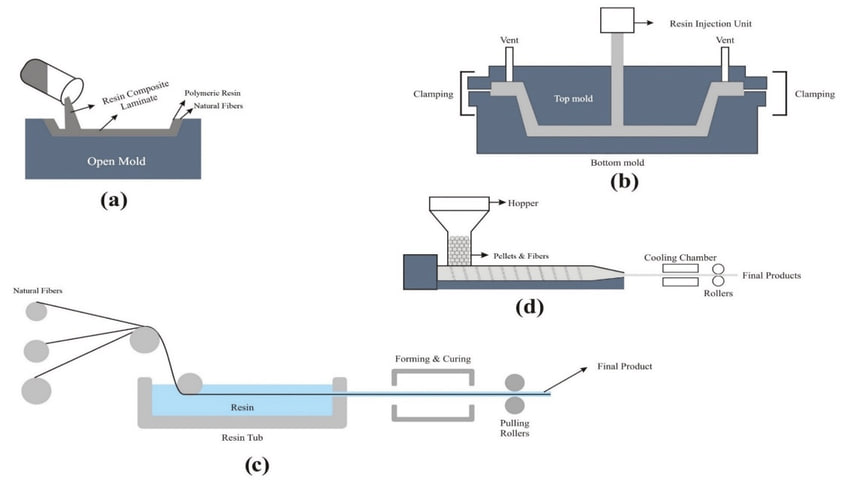 Resin Composite
Laminate
Polymeric Resin
Natural Fibers
Open Mold
(a)
Resin Injection Unit
Vent
Vent
Clamping
Top mold
Clamping
Bottom mold
(b)
Hopper
Pellets & Fibers
Cooling Chamber
Final Products
Rollers
(d)
Natural Fibers
Forming & Curing
Final Product
Resin
Resin Tub
Pulling
Rollers
(c)